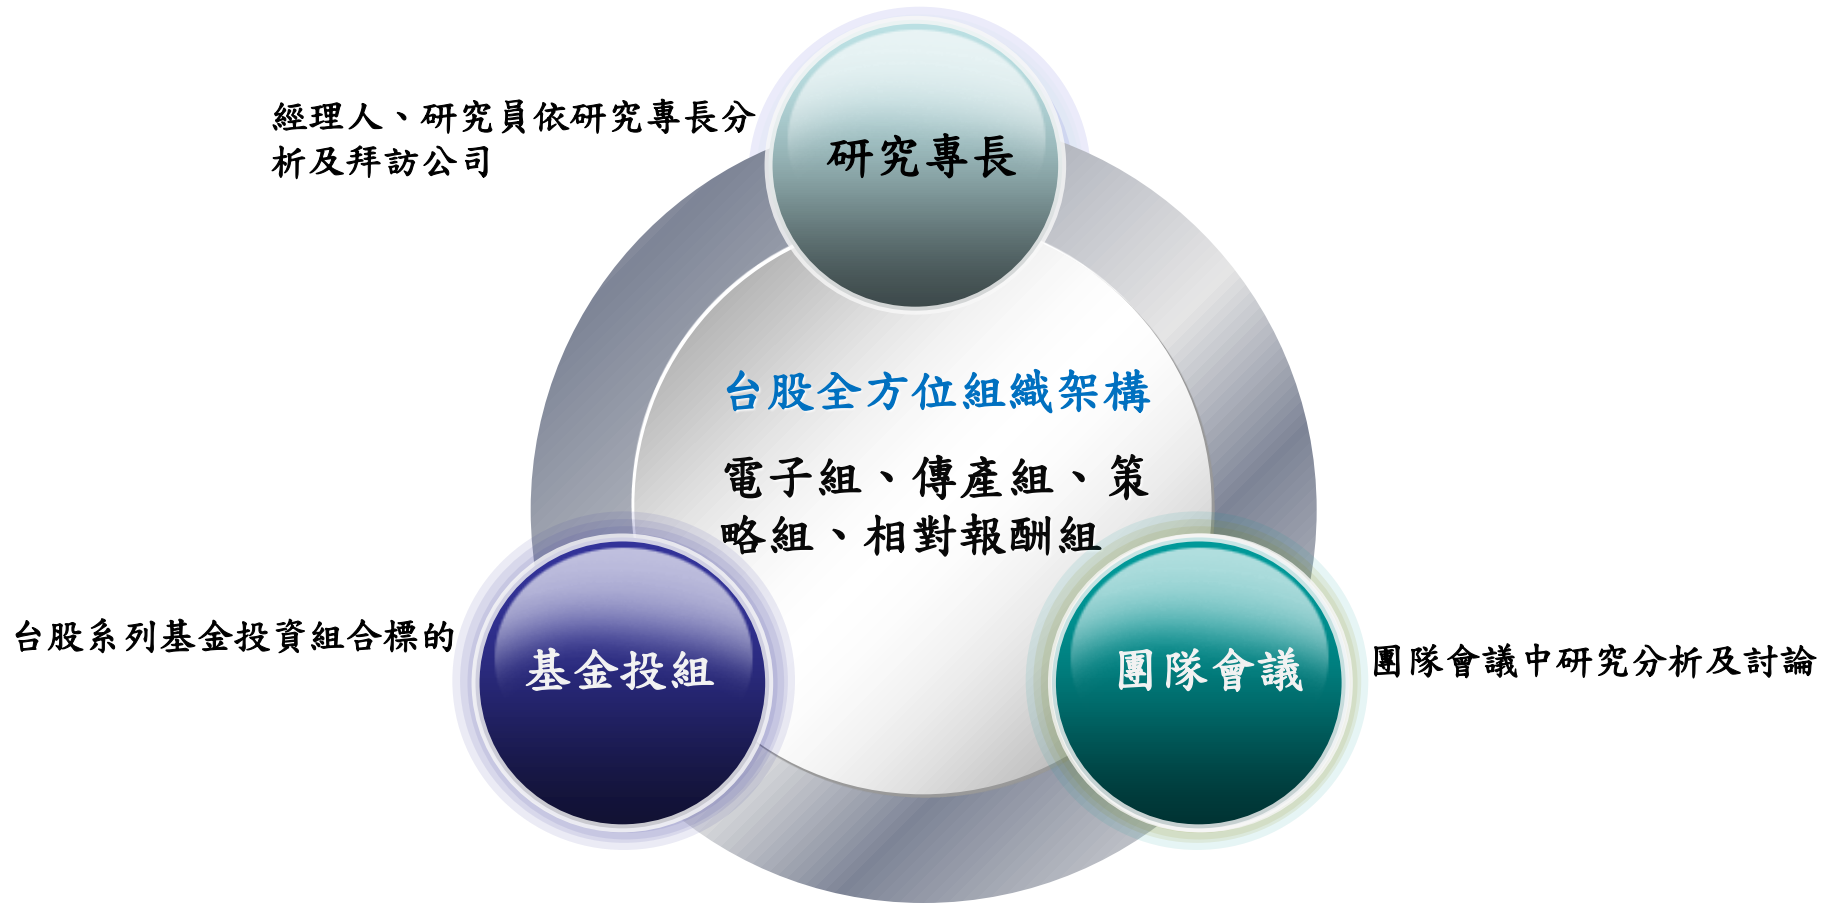 經理人、研究員依研究專長分
析及拜訪公司
研究專長
台股全方位組織架構
電子組、傳產組、策
略組、相對報酬組
台股系列基金投資組合標的
基金投組
團隊會議
團隊會議中研究分析及討論